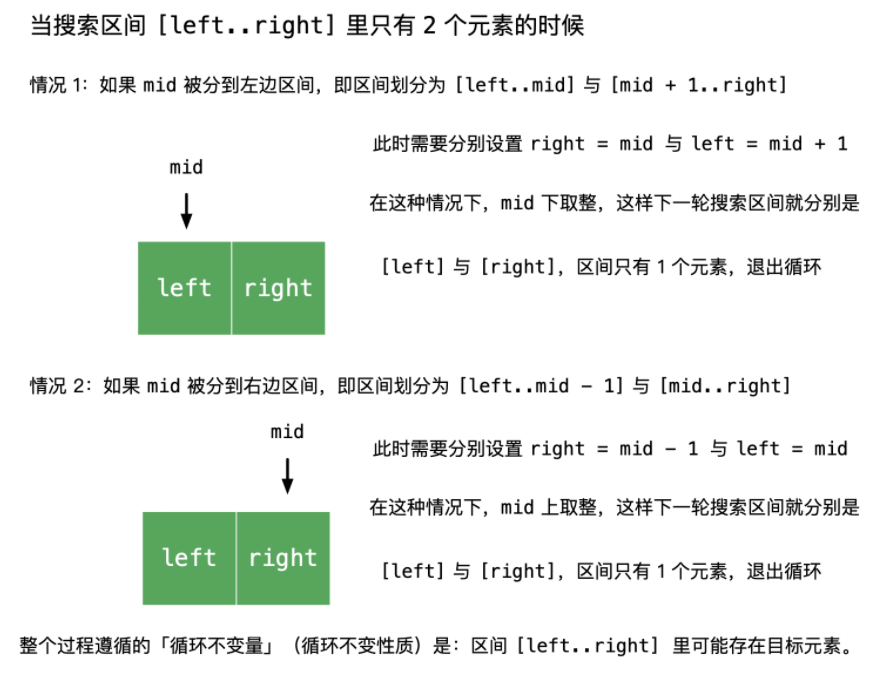 当搜索区间 [left..right] 里只有 2 个元素的时候
情况 1：如果 mid 被分到左边区间，即区间划分为 [left..mid] 与 [mid + 1..right]
此时需要分别设置 right = mid 与 left = mid + 1
mid
在这种情况下，mid 下取整，这样下一轮搜索区间就分别是
[left] 与 [right]，区间只有 1 个元素，退出循环
left right
情况 2：如果 mid 被分到右边区间，即区间划分为 [left..mid - 1] 与 [mid..right]
mid
此时需要分别设置 right = mid - 1 与 left = mid
在这种情况下，mid 上取整，这样下一轮搜索区间就分别是
left right
[left] 与 [right]，区间只有 1 个元素，退出循环
整个过程遵循的「循环不变量」（循环不变性质）是：区间 [left..right] 里可能存在目标元素。